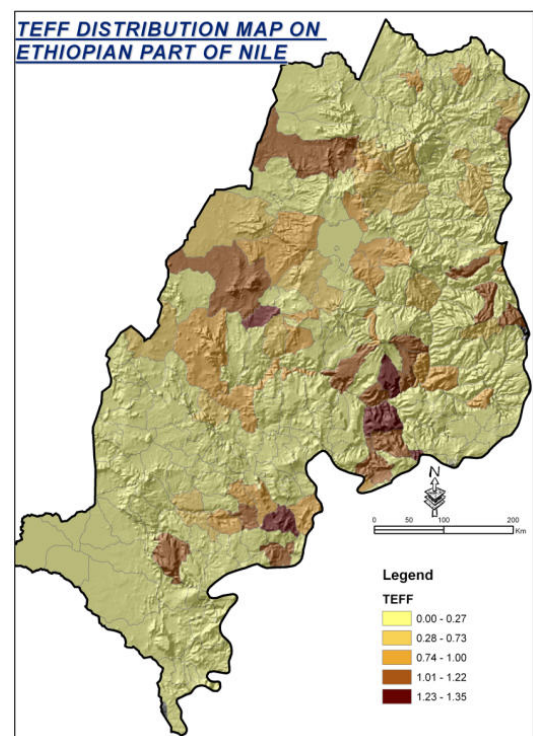 TEFF DISTRIBUTION MAP ON
ETHIOPIAN PART OF NILE
N
0 50 100 200
Km
Legend
TEFF
0.00 - 0.27
0.28 - 0.73
0.74 - 1.00
1.01 - 1.22
1.23 - 1.35